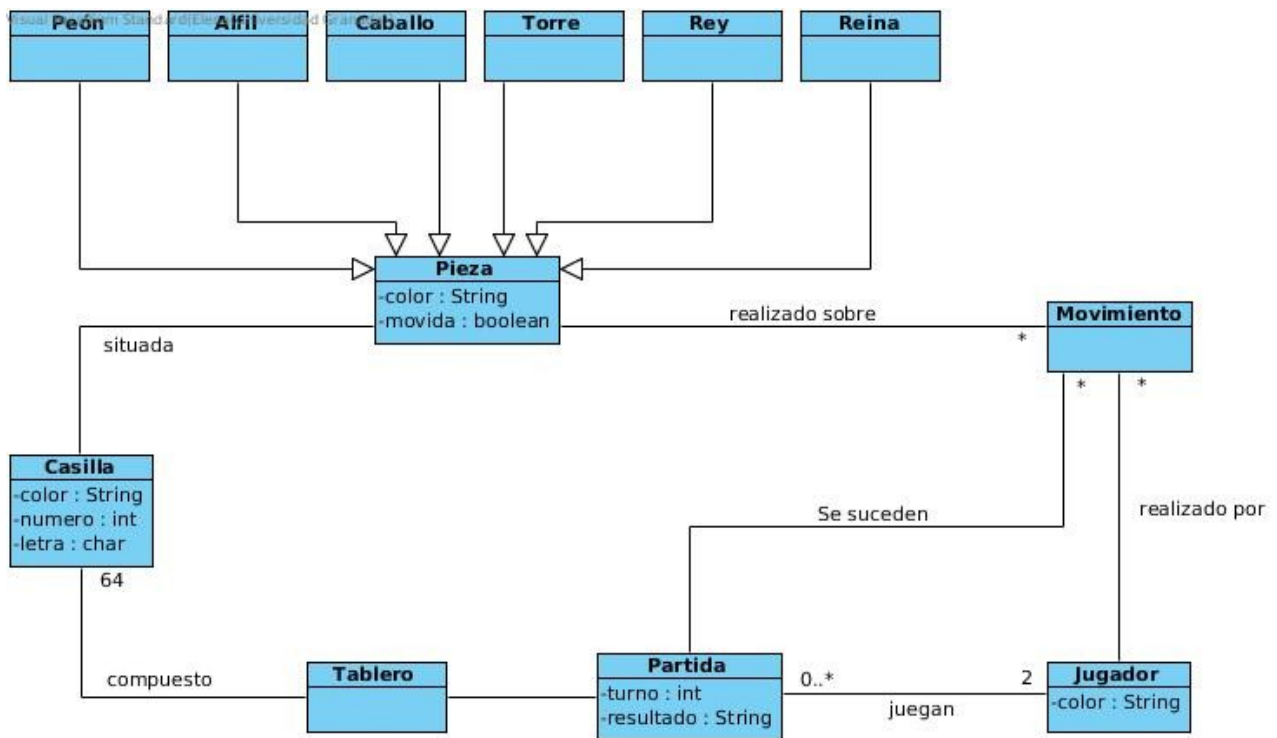 Peón
Alfil
Caballo
Torre
Rey
Reina
Pieza
-color : String
-movida : boolean
realizado sobre
*
Movimiento
situada
*
*
Casilla
-color : String
-numero : int
-letra : char
64
Se suceden
realizado por
compuesto
Tablero
Partida
-turno : int
-resultado : String
0..*
2
juegan
Jugador
-color : String